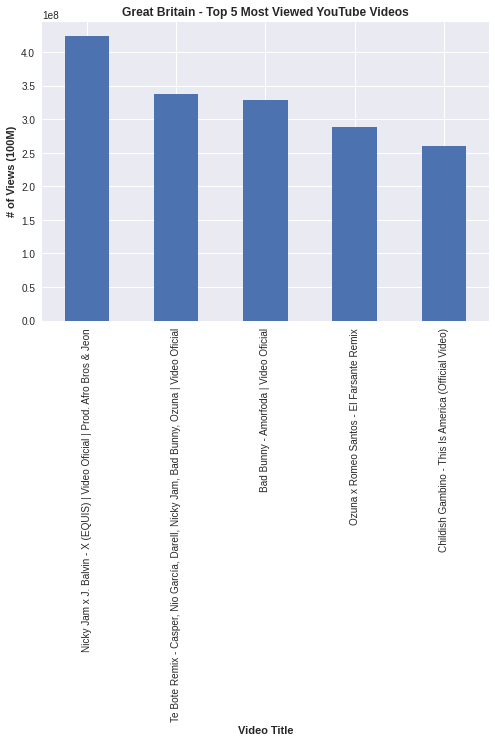 Great Britain - Top 5 Most Viewed YouTube Videos
1e8
4.0
3.5
3.0
2.5
2.0
1.5
1.0
0.5
0.0
# of Views (100M)
Nicky Jam x J. Balvin - X (EQUIS) | Video Oficial | Prod. Afro Bros & Jeon
Te Bote Remix - Casper, Nio García, Darell, Nicky Jam, Bad Bunny, Ozuna | Video Oficial
Bad Bunny - Amorfoda | Video Oficial
Ozuna x Romeo Santos - El Farsante Remix
Childish Gambino - This Is America (Official Video)
Video Title